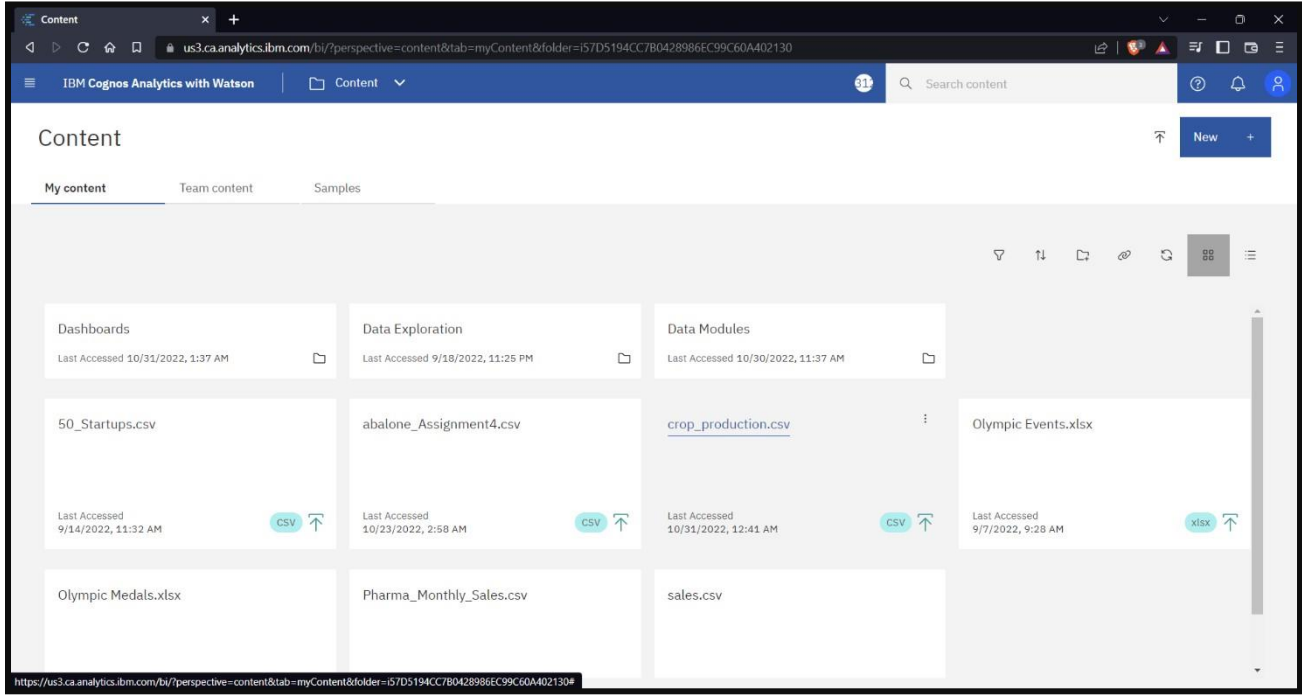 Content
us3.ca.analytics.ibm.com/bi/?perspective=content&tab=myContent&folder=i57D5194CC7B0428986EC99C60A402130
IBM Cognos Analytics with Watson
Content
Search content
Content
New +
My content Team content Samples
Dashboards
Last Accessed 10/31/2022, 1:37 AM
Data Exploration
Last Accessed 9/18/2022, 11:25 PM
Data Modules
Last Accessed 10/30/2022, 11:37 AM
50_Startups.csv
Last Accessed
9/14/2022, 11:32 AM
CSV
abalone_Assignment4.csv
Last Accessed
10/23/2022, 2:58 AM
CSV
crop_production.csv
Last Accessed
10/31/2022, 12:41 AM
CSV
Olympic Events.xlsx
Last Accessed
9/7/2022, 9:28 AM
xlsx
Olympic Medals.xlsx
Pharma_Monthly_Sales.csv
sales.csv
https://us3.ca.analytics.ibm.com/bi/?perspective=content&tab=myContent&folder=i57D5194CC7B0428986EC99C60A402130#